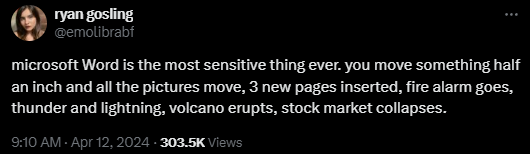 ryan gosling
@emolibrabf
microsoft Word is the most sensitive thing ever. you move something half
an inch and all the pictures move, 3 new pages inserted, fire alarm goes,
thunder and lightning, volcano erupts, stock market collapses.
9:10 AM · Apr 12, 2024 · 303.5K Views